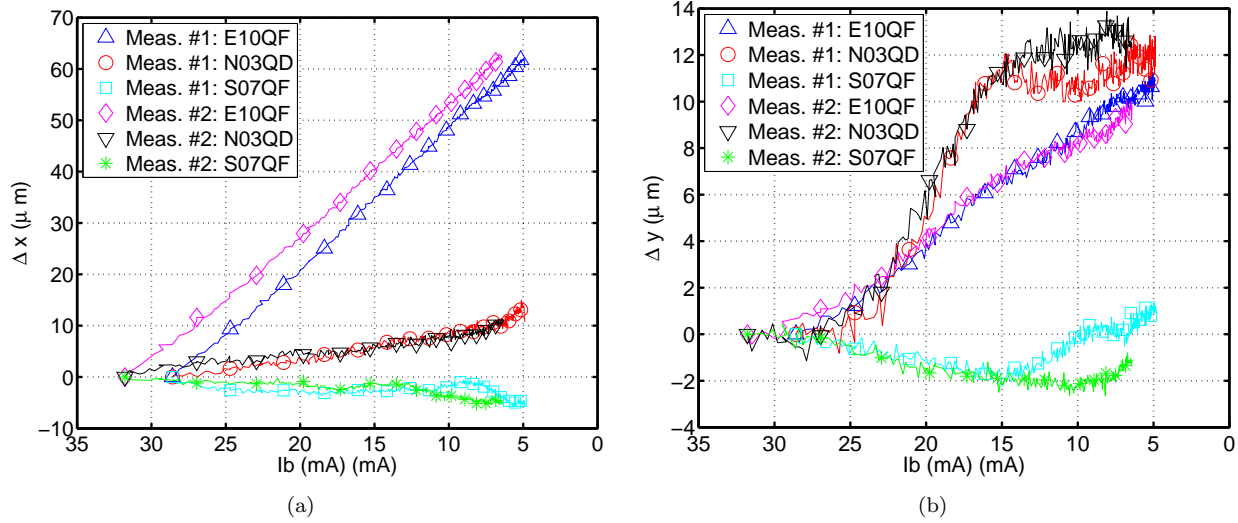 70
60
50
40
30
20
10
0
−10
Δ x (μ m)
Meas. #1: E10QF
Meas. #1: N03QD
Meas. #1: S07QF
Meas. #2: E10QF
Meas. #2: N03QD
Meas. #2: S07QF
35 30 25 20 15 10 5 0
Ib (mA) (mA)
(a)
14
12
10
8
6
4
2
0
−2
−4
Δ y (μ m)
Meas. #1: E10QF
Meas. #1: N03QD
Meas. #1: S07QF
Meas. #2: E10QF
Meas. #2: N03QD
Meas. #2: S07QF
35 30 25 20 15 10 5 0
Ib (mA) (mA)
(b)